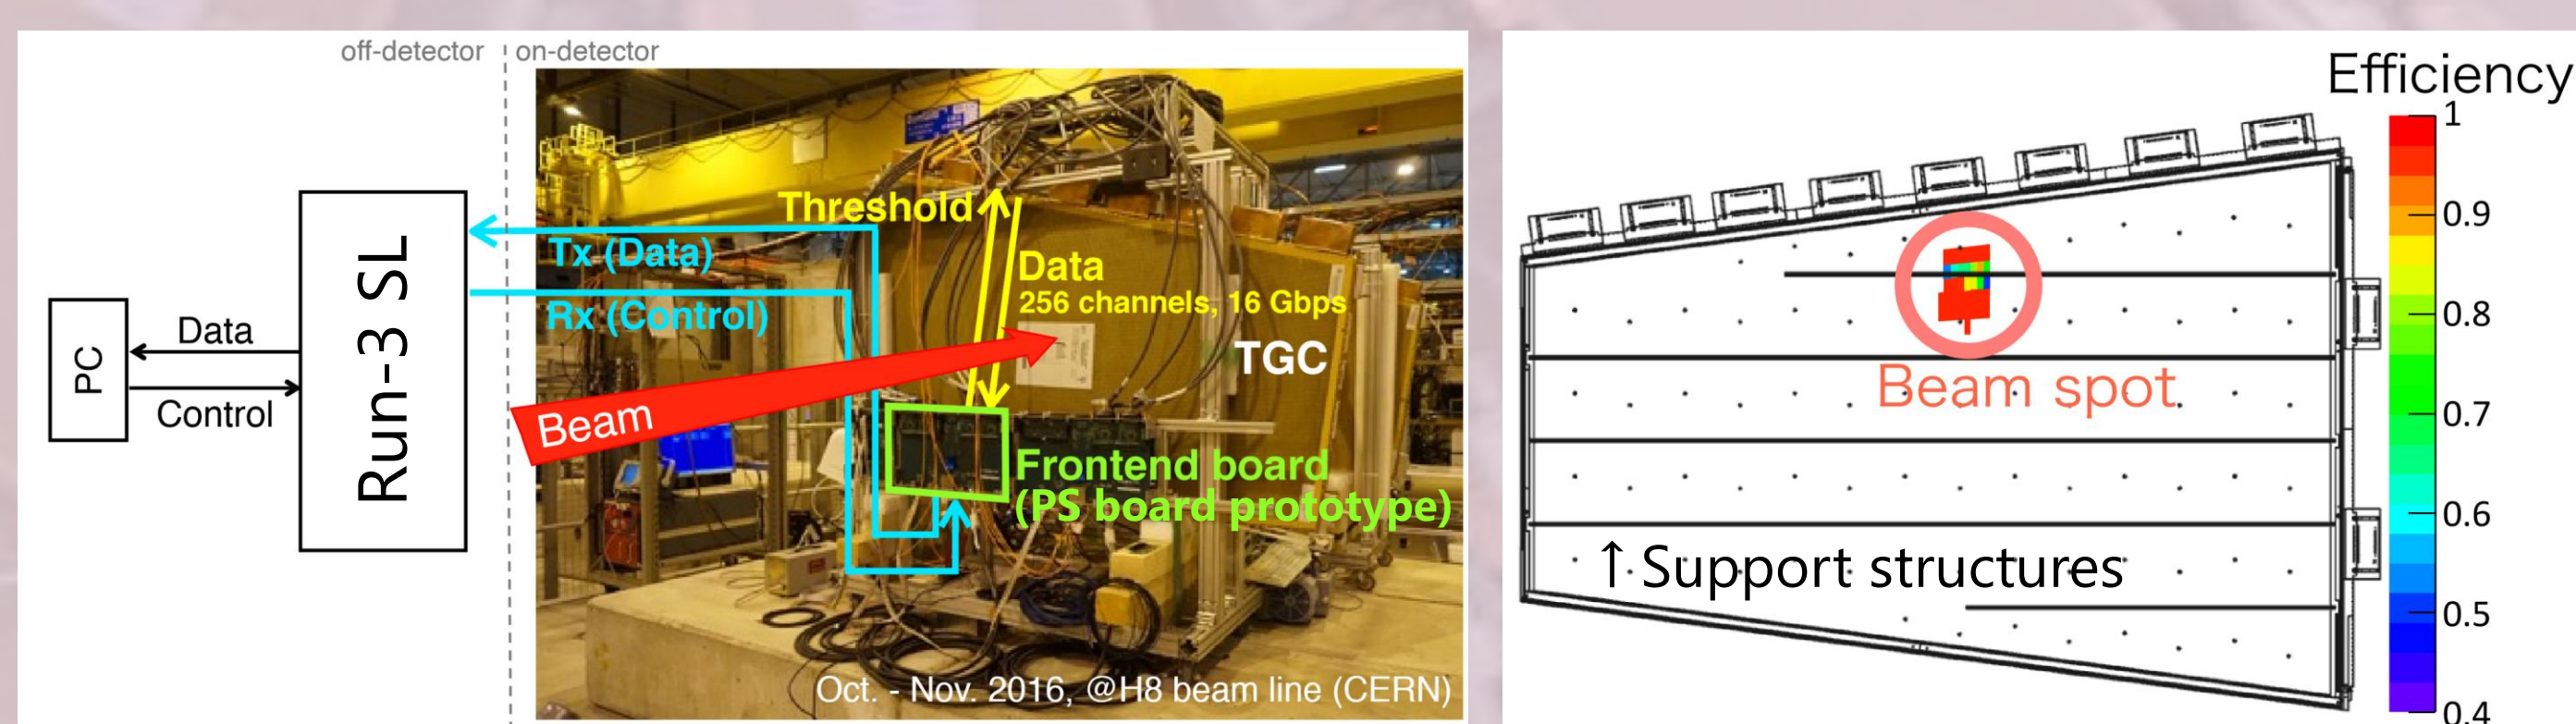 off-detector
on-detector
PC
Data
Control
Run-3 SL
Tx (Data)
Rx (Control)
Threshold
Data
256 channels, 16 Gbps
TGC
Beam
Frontend board
(PS board prototype)
Oct. - Nov. 2016, @H8 beam line (CERN)
Efficiency
1
0.9
0.8
0.7
0.6
0.5
0.4
Beam spot
↑ Support structures